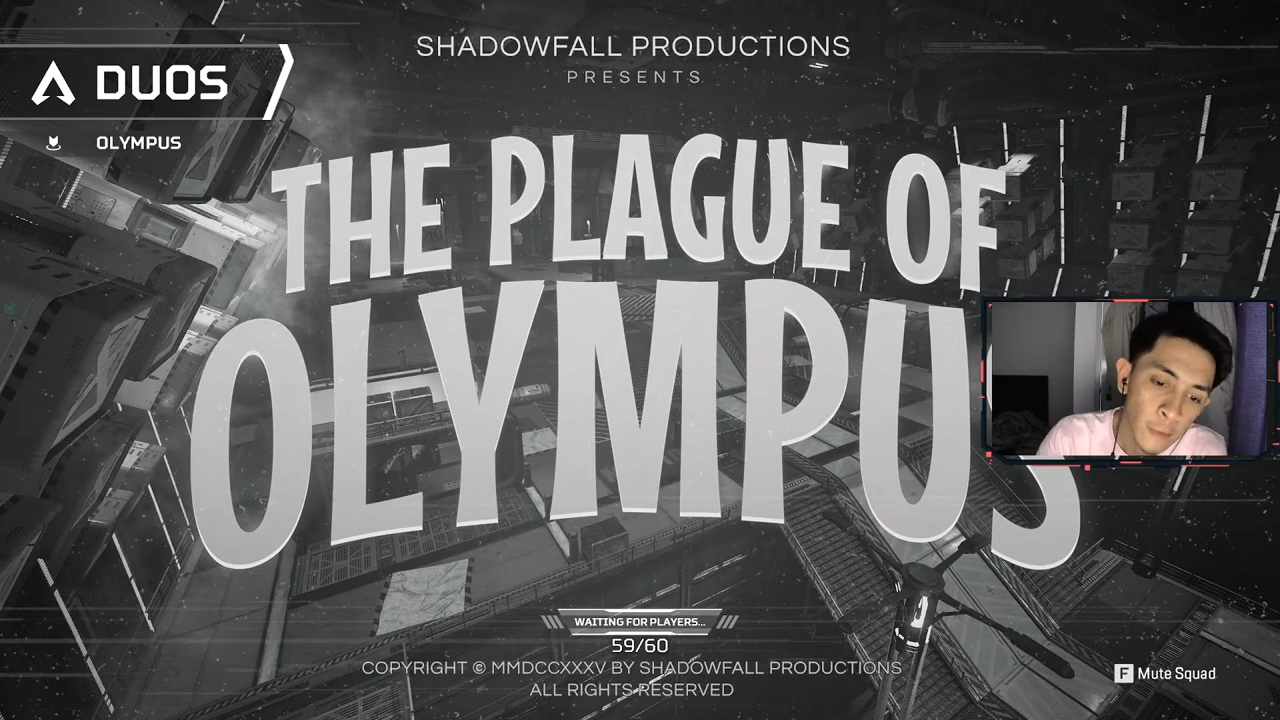 SHADOWFALL PRODUCTIONS
PRESENTS
DUOS
OLYMPUS
THE PLAGUE OF
OLYMPUS
WAITING FOR PLAYERS...
59/60
COPYRIGHT © MMDCCXXXV BY SHADOWFALL PRODUCTIONS
ALL RIGHTS RESERVED
F Mute Squad